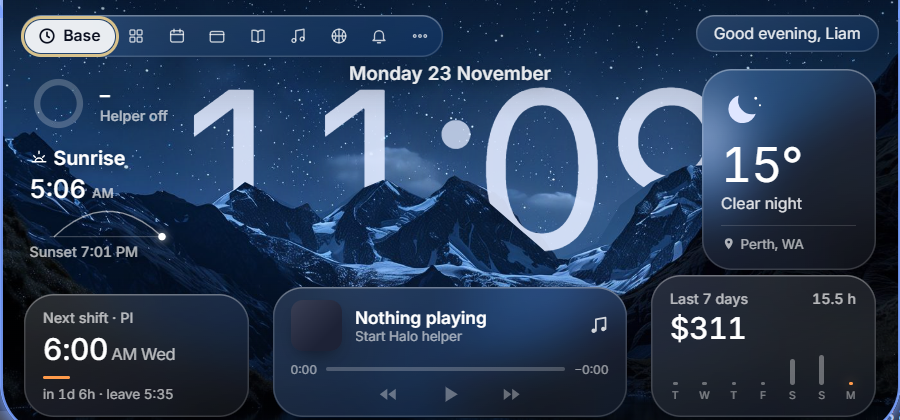 Base
Good evening, Liam
Monday 23 November
11:09
–
Helper off
Sunrise
5:06 AM
Sunset 7:01 PM
15°
Clear night
Perth, WA
Next shift · PI
6:00 AM Wed
in 1d 6h · leave 5:35
Nothing playing
Start Halo helper
0:00
−0:00
Last 7 days
15.5 h
$311
T W T F S S M